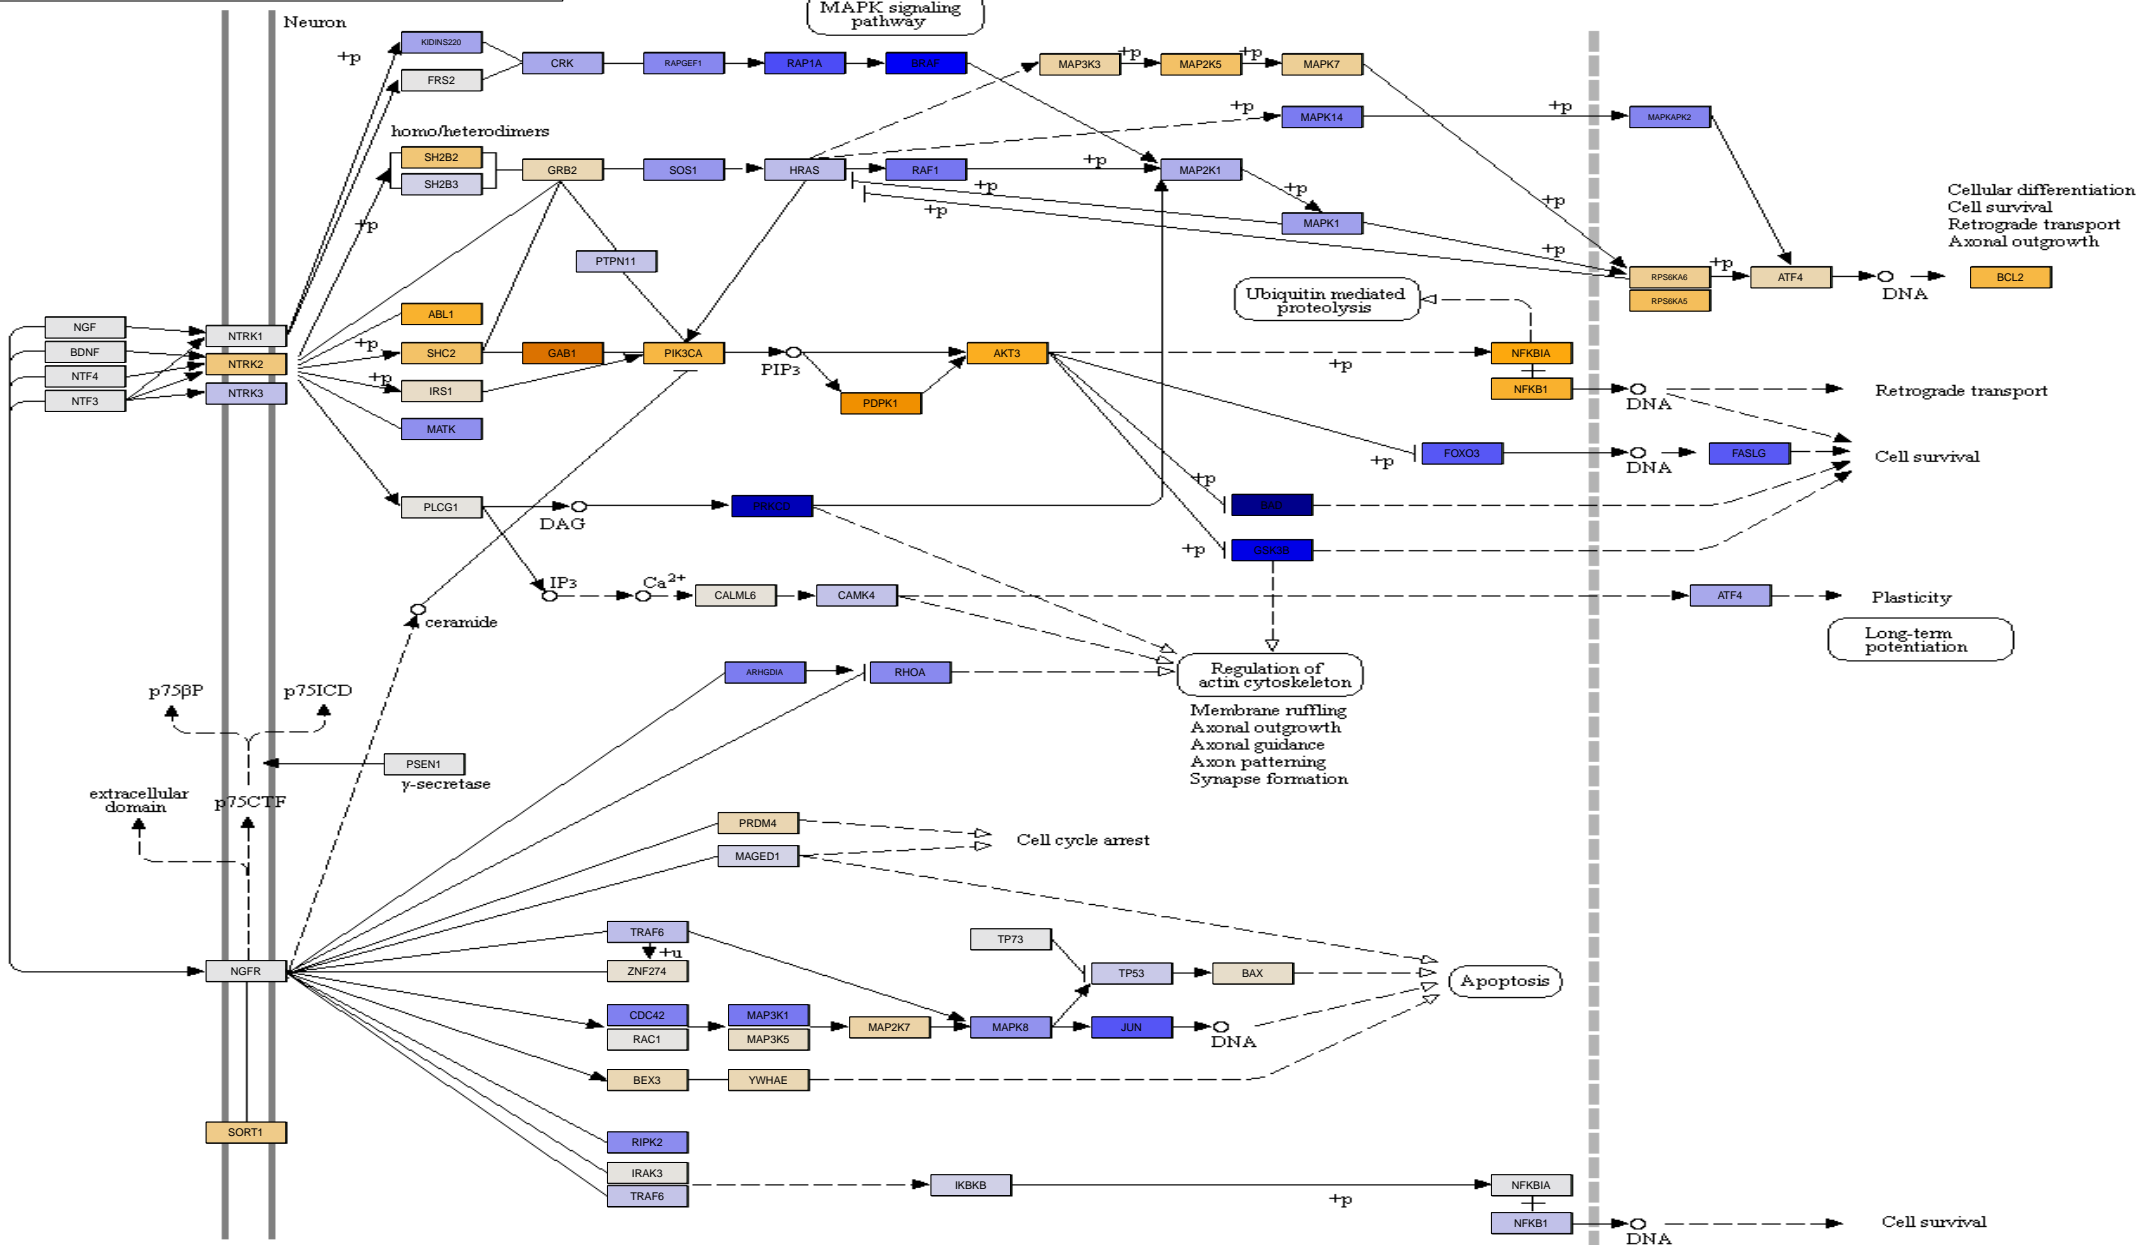 MAPK signaling
pathway
Neuron
+p
KIDINS220
FRS2
CRK
RAPGEF1
RAP1A
BRAF
MAP3K3
+p
MAP2K5
+p
MAPK7
MAPK14
+p
+p
MAPKAPK2
homo/heterodimers
SH2B2
SH2B3
GRB2
SOS1
HRAS
RAF1
+p
MAP2K1
+p
+p
+p
MAPK1
+p
+p
+p
PTPN11
Cellular differentiation
Cell survival
Retrograde transport
Axonal outgrowth
RPS6KA6
RPS6KA5
+p
ATF4
DNA
BCL2
Ubiquitin mediated
proteolysis
NGF
BDNF
NTF4
NTF3
NTRK1
NTRK2
NTRK3
ABL1
+p
SHC2
+p
IRS1
MATK
GAB1
PIK3CA
PIP3
PDPK1
AKT3
+p
NFKBIA
NFKB1
DNA
Retrograde transport
+p
FOXO3
DNA
FASLG
Cell survival
PLCG1
DAG
PRKCD
+p
BAD
+p
GSK3B
IP3
Ca2+
CALML6
CAMK4
ATF4
Plasticity
Long-term
potentiation
ceramide
ARHGDIA
RHOA
Regulation of
actin cytoskeleton
Membrane ruffling
Axonal outgrowth
Axonal guidance
Axon patterning
Synapse formation
p75βP
p75ICD
PSEN1
γ-secretase
extracellular
domain
p75CTF
PRDM4
MAGED1
Cell cycle arrest
TRAF6
+u
ZNF274
TP73
TP53
BAX
Apoptosis
NGFR
CDC42
RAC1
MAP3K1
MAP3K5
MAP2K7
MAPK8
JUN
DNA
BEX3
YWHAE
SORT1
RIPK2
IRAK3
TRAF6
IKBKB
+p
NFKBIA
NFKB1
DNA
Cell survival